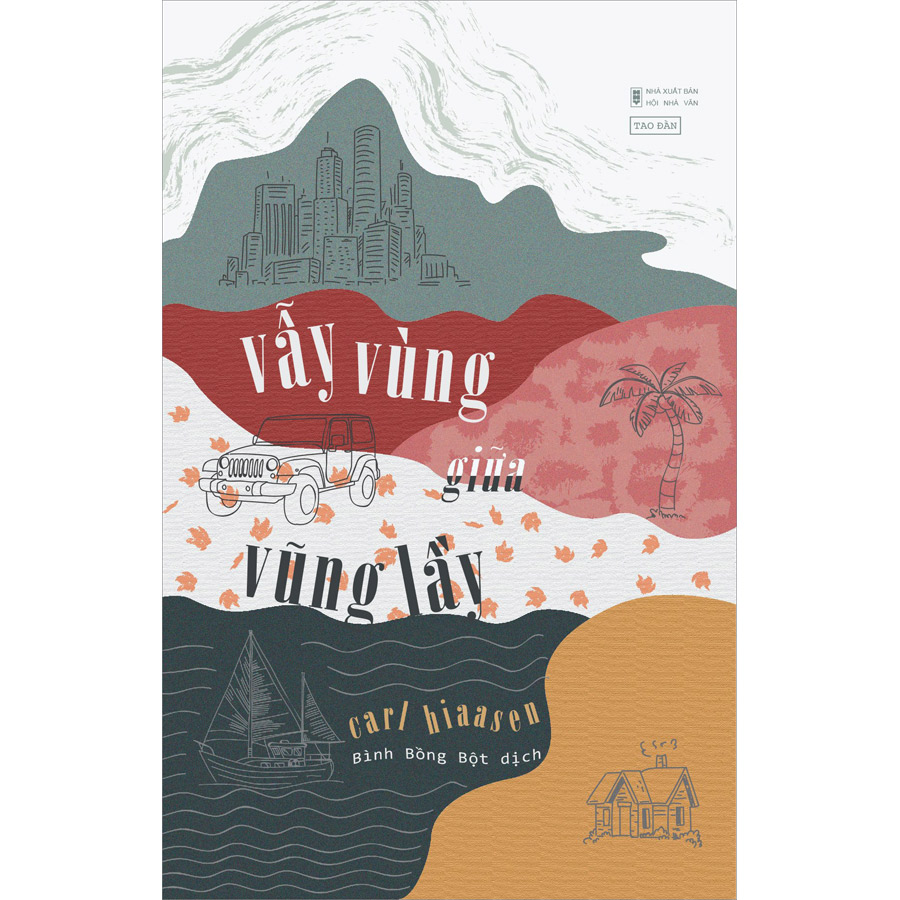 NHÀ XUẤT BẢN
HỘI NHÀ VĂN
TAO ĐÀN
vẫy vùng
giữa
vũng lầy
carl hiaasen
Bình Bồng Bột dịch